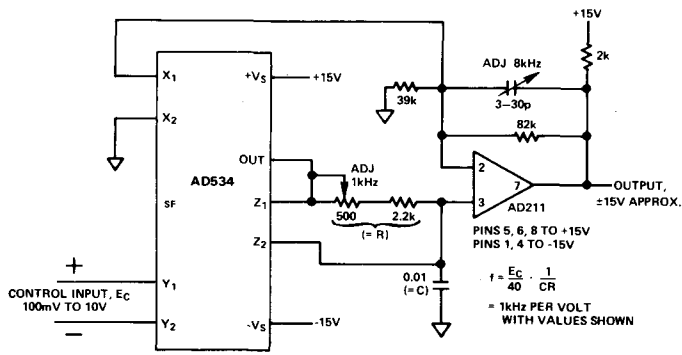 +15V
2k
ADJ 8kHz
39k
3–30p
82k
X1
X2
+VS
+15V
OUT
AD534
ADJ
1kHz
Z1
500
2.2k
(= R)
SF
Z2
2
3
7
AD211
OUTPUT,
±15V APPROX.
PINS 5, 6, 8 TO +15V
PINS 1, 4 TO -15V
0.01
(= C)
f = EC/40 · 1/CR
= 1kHz PER VOLT
WITH VALUES SHOWN
+
Y1
CONTROL INPUT, EC
100mV TO 10V
Y2
–
-VS
-15V